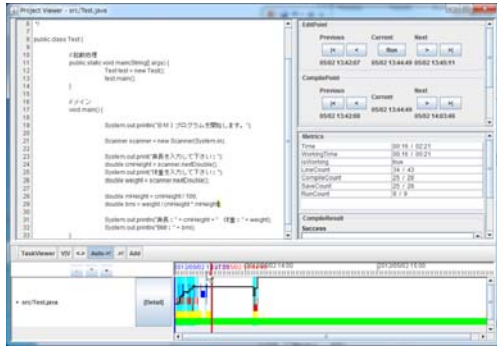 Project Viewer - src/Test.java
public class Test {
//起動処理
public static void main(String[] args) {
Test test = new Test();
test.main();
}
//メイン
void main() {
System.out.println("BMIプログラムを開始します。");
Scanner scanner = new Scanner(System.in);
System.out.print("身長を入力して下さい:");
double cmHeight = scanner.nextDouble();
System.out.print("体重を入力して下さい:");
double weight = scanner.nextDouble();
double mHeight = cmHeight / 100;
double bmi = weight / (mHeight * mHeight);
System.out.println("身長:" + cmHeight + " 体重:" + weight);
System.out.println("BMI:" + bmi);
}
EditPoint
Previous Current Next
Run
05/02 13:42:07 05/02 13:44:49 05/02 13:45:11
CompilePoint
Previous Current Next
05/02 13:42:08 05/02 13:44:49 05/02 14:03:46
Metrics
Time 00:16 / 02:21
WorkingTime 00:16 / 02:21
isWorking true
LineCount 34 / 43
CompileCount 25 / 28
SaveCount 25 / 28
RunCount 8 / 9
CompileResult
Success
TaskViewer V|V <-> Auto Add
src/Test.java [Detail]